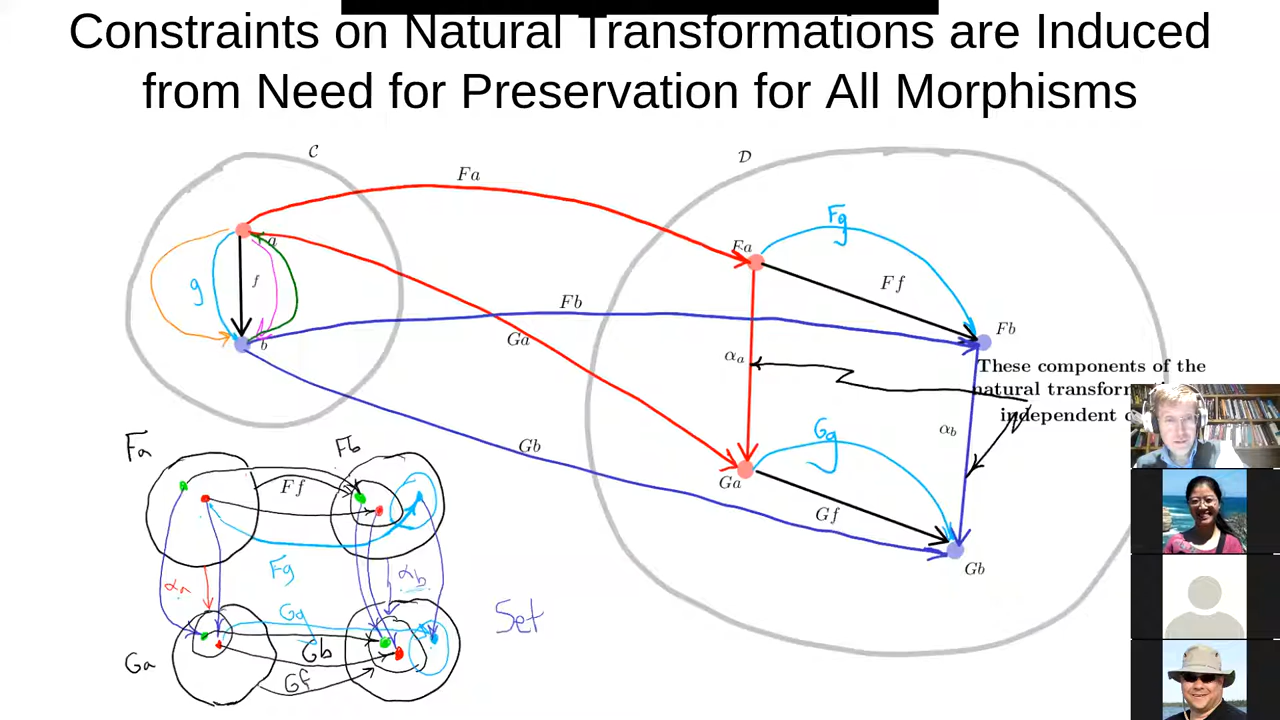 Constraints on Natural Transformations are Induced
from Need for Preservation for All Morphisms
C
D
Fa
Fg
Fa
a
Ff
g
f
Fb
Fb
b
Ga
αa
These components of the
natural
independent
αb
Gg
Fa
Fb
Gb
Ga
Ff
Gf
Gb
Fg
αa
αb
Gg
Set
Gb
Ga
Gf